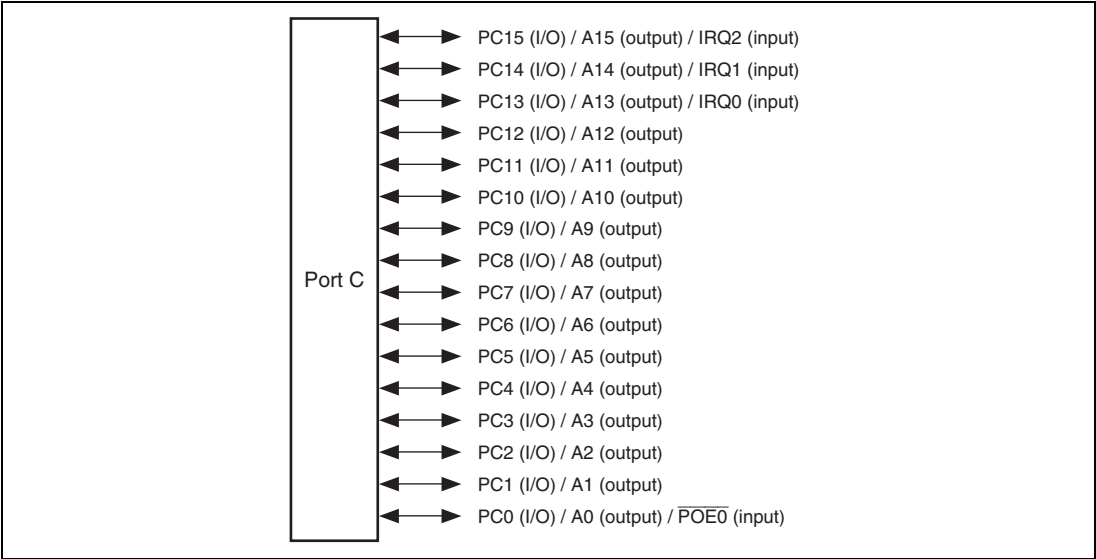 PC15 (I/O) / A15 (output) / IRQ2 (input)
PC14 (I/O) / A14 (output) / IRQ1 (input)
PC13 (I/O) / A13 (output) / IRQ0 (input)
PC12 (I/O) / A12 (output)
PC11 (I/O) / A11 (output)
PC10 (I/O) / A10 (output)
PC9 (I/O) / A9 (output)
PC8 (I/O) / A8 (output)
Port C
PC7 (I/O) / A7 (output)
PC6 (I/O) / A6 (output)
PC5 (I/O) / A5 (output)
PC4 (I/O) / A4 (output)
PC3 (I/O) / A3 (output)
PC2 (I/O) / A2 (output)
PC1 (I/O) / A1 (output)
PC0 (I/O) / A0 (output) / P̅O̅E̅0̅ (input)